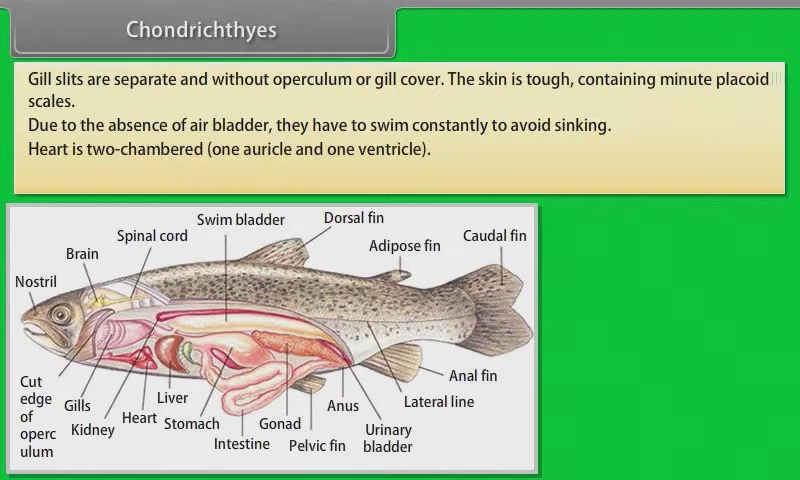 Chondrichthyes
Gill slits are separate and without operculum or gill cover. The skin is tough, containing minute placoid
scales.
Due to the absence of air bladder, they have to swim constantly to avoid sinking.
Heart is two-chambered (one auricle and one ventricle).
Swim bladder
Dorsal fin
Spinal cord
Adipose fin
Caudal fin
Brain
Nostril
Cut
edge
of
operc
ulum
Gills
Kidney
Heart
Liver
Stomach
Intestine
Gonad
Pelvic fin
Anus
Urinary
bladder
Lateral line
Anal fin